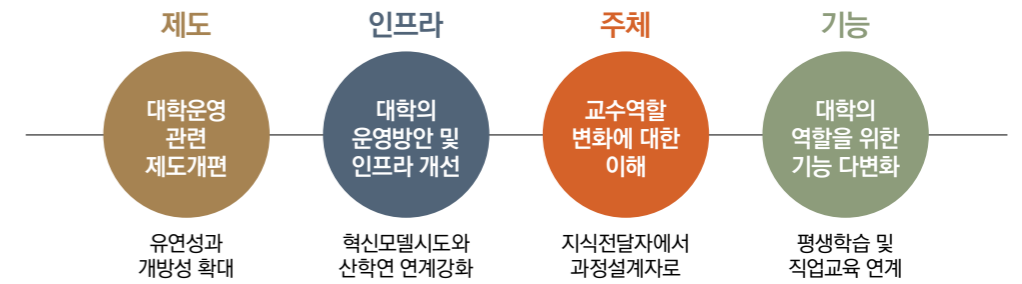 제도
인프라
주체
기능
대학운영
관련
제도개편
대학의
운영방안 및
인프라 개선
교수역할
변화에 대한
이해
대학의
역할을 위한
기능 다변화
유연성과
개방성 확대
혁신모델시도와
산학연 연계강화
지식전달자에서
과정설계자로
평생학습 및
직업교육 연계